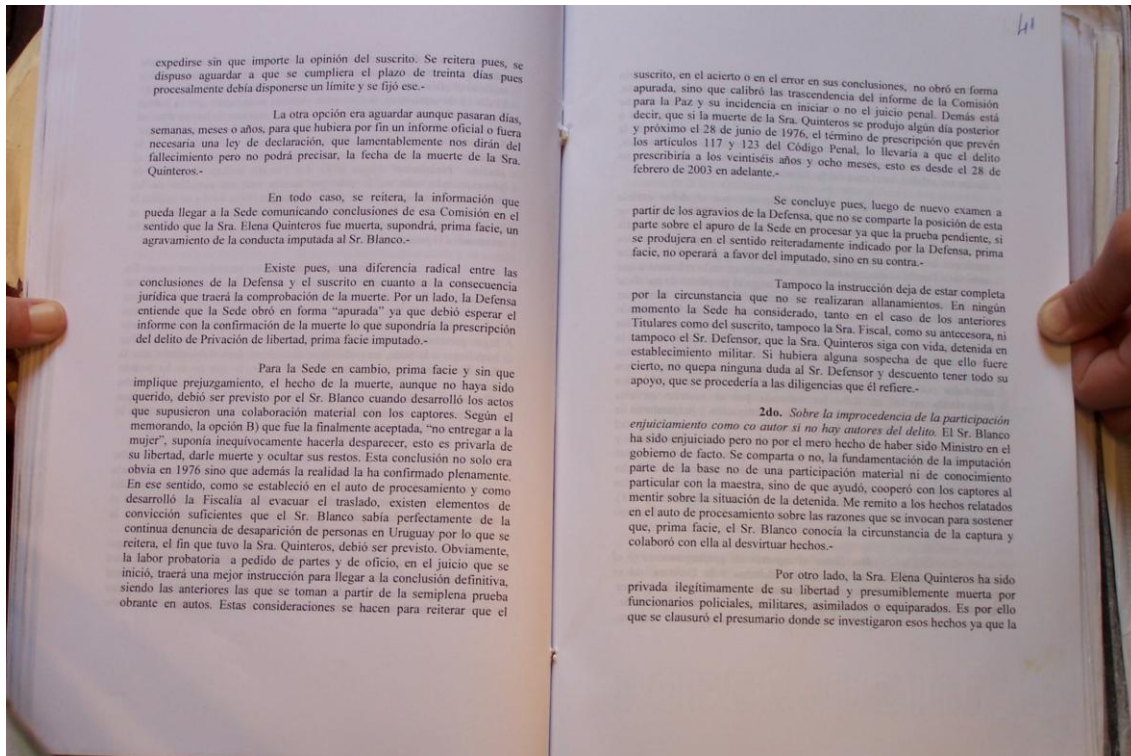 expedirse sin que importe la opinión del suscrito. Se reitera pues, se
dispuso aguardar a que se cumpliera el plazo de treinta días pues
procesalmente debía disponerse un límite y se fijó ese.-
La otra opción era aguardar aunque pasaran días,
semanas, meses o años, para que hubiera por fin un informe oficial o fuera
necesaria una ley de declaración, que lamentablemente nos dirán del
fallecimiento pero no podrá precisar, la fecha de la muerte de la Sra.
Quinteros.-
En todo caso, se reitera, la información que
pueda llegar a la Sede comunicando conclusiones de esa Comisión en el
sentido que la Sra. Elena Quinteros fue muerta, supondrá, prima facie, un
agravamiento de la conducta imputada al Sr. Blanco.-
Existe pues, una diferencia radical entre las
conclusiones de la Defensa y el suscrito en cuanto a la consecuencia
jurídica que traerá la comprobación de la muerte. Por un lado, la Defensa
entiende que la Sede obró en forma “apurada” ya que debió esperar el
informe con la confirmación de la muerte lo que supondría la prescripción
del delito de Privación de libertad, prima facie imputado.-
Para la Sede en cambio, prima facie y sin que
implique prejuzgamiento, el hecho de la muerte, aunque no haya sido
querido, debió ser previsto por el Sr. Blanco cuando desarrolló los actos
que supusieron una colaboración material con los captores. Según el
memorando, la opción B) que fue la finalmente aceptada, “no entregar a la
mujer”, suponía inequivocamente hacerla desparecer, esto es privarla de
su libertad, darle muerte y ocultar sus restos. Esta conclusión no solo era
obvia en 1976 sino que además la realidad la ha confirmado plenamente.
En ese sentido, como se estableció en el auto de procesamiento y como
desarrolló la Fiscalía al evacuar el traslado, existen elementos de
convicción suficientes que el Sr. Blanco sabía perfectamente de la
continua denuncia de desaparición de personas en Uruguay por lo que se
reitera, el fin que tuvo la Sra. Quinteros, debió ser previsto. Obviamente,
la labor probatoria a pedido de partes y de oficio, en el juicio que se
inició, traerá una mejor instrucción para llegar a la conclusión definitiva,
siendo las anteriores las que se toman a partir de la semiplena prueba
obrante en autos. Estas consideraciones se hacen para reiterar que el
41
suscrito, en el acierto o en el error en sus conclusiones, no obró en forma
apurada, sino que calibró las trascendencia del informe de la Comisión
para la Paz y su incidencia en iniciar o no el juicio penal. Demás está
decir, que si la muerte de la Sra. Quinteros se produjo algún día posterior
y próximo el 28 de junio de 1976, el término de prescripción que prevén
los artículos 117 y 123 del Código Penal, lo llevaría a que el delito
prescribiría a los veintiséis años y ocho meses, esto es desde el 28 de
febrero de 2003 en adelante.-
Se concluye pues, luego de nuevo examen a
partir de los agravios de la Defensa, que no se comparte la posición de esta
parte sobre el apuro de la Sede en procesar ya que la prueba pendiente, si
se produjera en el sentido reiteradamente indicado por la Defensa, prima
facie, no operará a favor del imputado, sino en su contra.-
Tampoco la instrucción deja de estar completa
por la circunstancia que no se realizaran allanamientos. En ningún
momento la Sede ha considerado, tanto en el caso de los anteriores
Titulares como del suscrito, tampoco la Sra. Fiscal, como su antecesora, ni
tampoco el Sr. Defensor, que la Sra. Quinteros siga con vida, detenida en
establecimiento militar. Si hubiera alguna sospecha de que ello fuere
cierto, no quepa ninguna duda al Sr. Defensor y descuento tener todo su
apoyo, que se procedería a las diligencias que él refiere.-
2do. Sobre la improcedencia de la participación
enjuiciamiento como co autor si no hay autores del delito. El Sr. Blanco
ha sido enjuiciado pero no por el mero hecho de haber sido Ministro en el
gobierno de facto. Se comparta o no, la fundamentación de la imputación
parte de la base no de una participación material ni de conocimiento
particular con la maestra, sino de que ayudó, cooperó con los captores al
mentir sobre la situación de la detenida. Me remito a los hechos relatados
en el auto de procesamiento sobre las razones que se invocan para sostener
que, prima facie, el Sr. Blanco conocía la circunstancia de la captura y
colaboró con ella al desvirtuar hechos.-
Por otro lado, la Sra. Elena Quinteros ha sido
privada ilegítimamente de su libertad y presumiblemente muerta por
funcionarios policiales, militares, asimilados o equiparados. Es por ello
que se clausuró el presumario donde se investigaron esos hechos ya que la